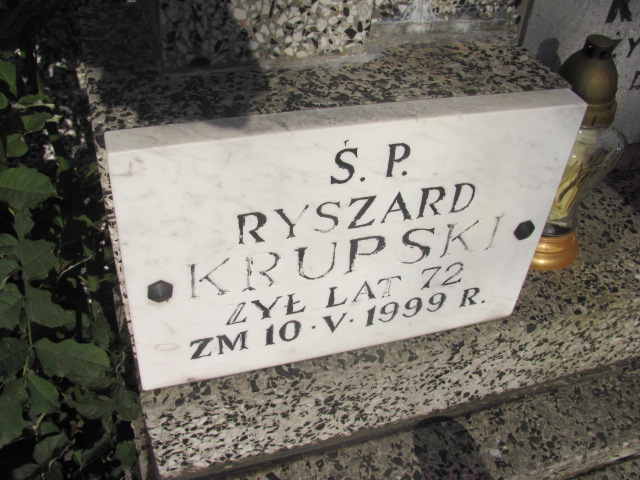 Ś. P.
RYSZARD
KRUPSKI
ŻYŁ LAT 72
ZM 10·V·1999 R.